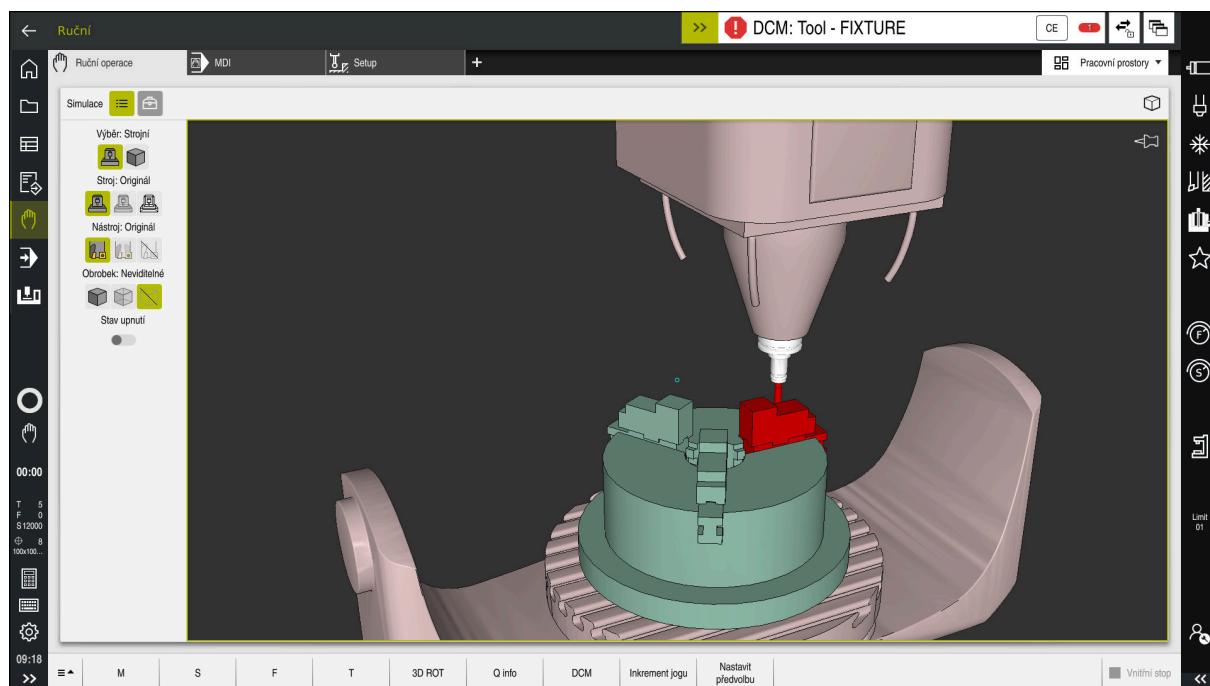 Ruční
DCM: Tool - FIXTURE
CE
1
Ruční operace
MDI
Setup
+
Pracovní prostory
Simulace
Výběr: Strojní
Stroj: Originál
Nástroj: Originál
Obrobek: Neviditelné
Stav upnutí
00:00
T 5
F 0
S 12000
8
100x100...
09:18
F
S
Limit
01
M
S
F
T
3D ROT
Q info
DCM
Inkrement jogu
Nastavit
předvolbu
Vnitřní stop